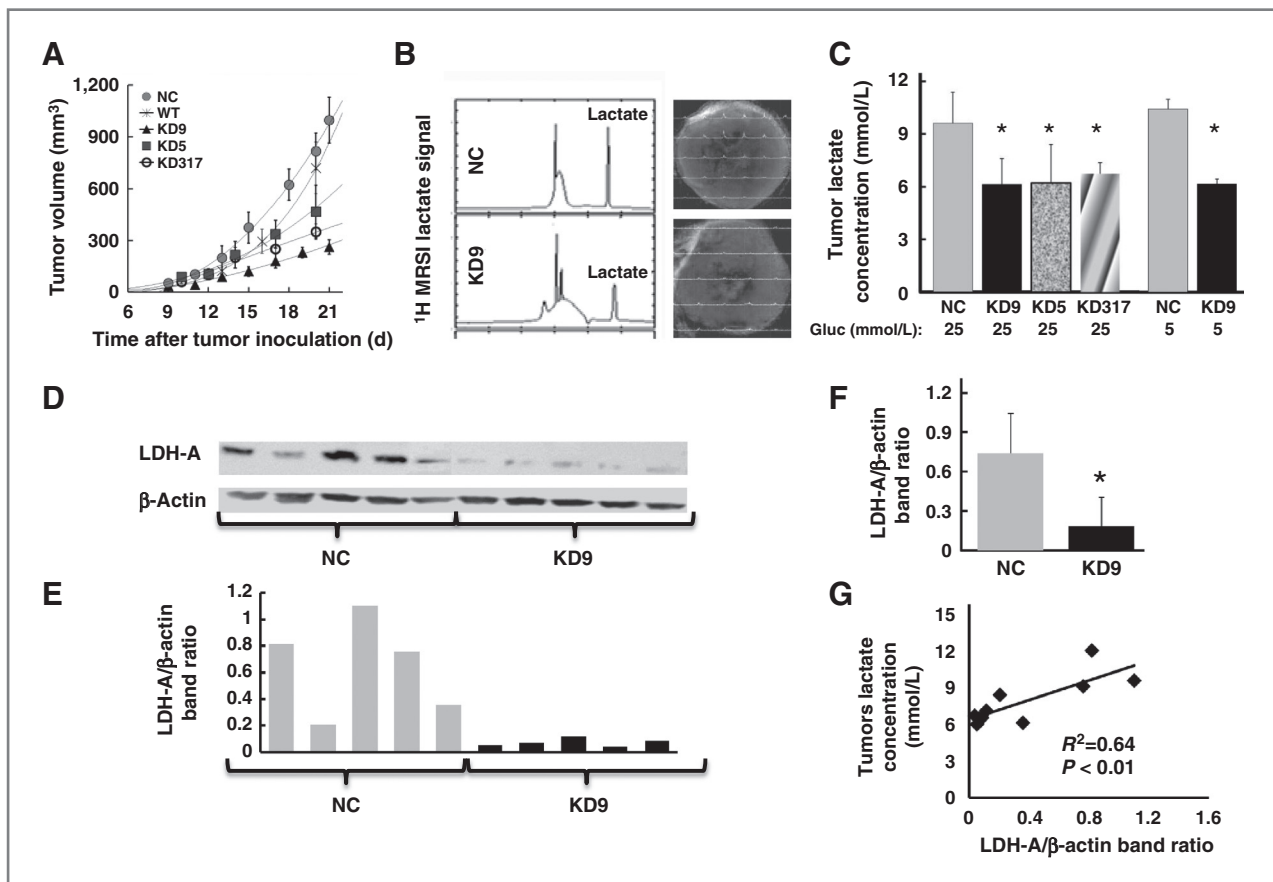 A
Tumor volume (mm³)
1,200
900
600
300
0
NC
WT
KD9
KD5
KD317
6 9 12 15 18 21
Time after tumor inoculation (d)
B
¹H MRSI lactate signal
NC
Lactate
KD9
Lactate
C
Tumor lactate
concentration (mmol/L)
12
9
6
3
0
* * * *
NC KD9 KD5 KD317 NC KD9
Gluc (mmol/L): 25 25 25 25 5 5
D
LDH-A
β-Actin
NC KD9
E
LDH-A/β-actin
band ratio
1.2
1
0.8
0.6
0.4
0.2
0
NC KD9
F
LDH-A/β-actin
band ratio
1.2
0.9
0.6
0.3
0
*
NC KD9
G
Tumors lactate
concentration
(mmol/L)
15
12
9
6
3
0
R²=0.64
P < 0.01
0 0.4 0.8 1.2 1.6
LDH-A/β-actin band ratio